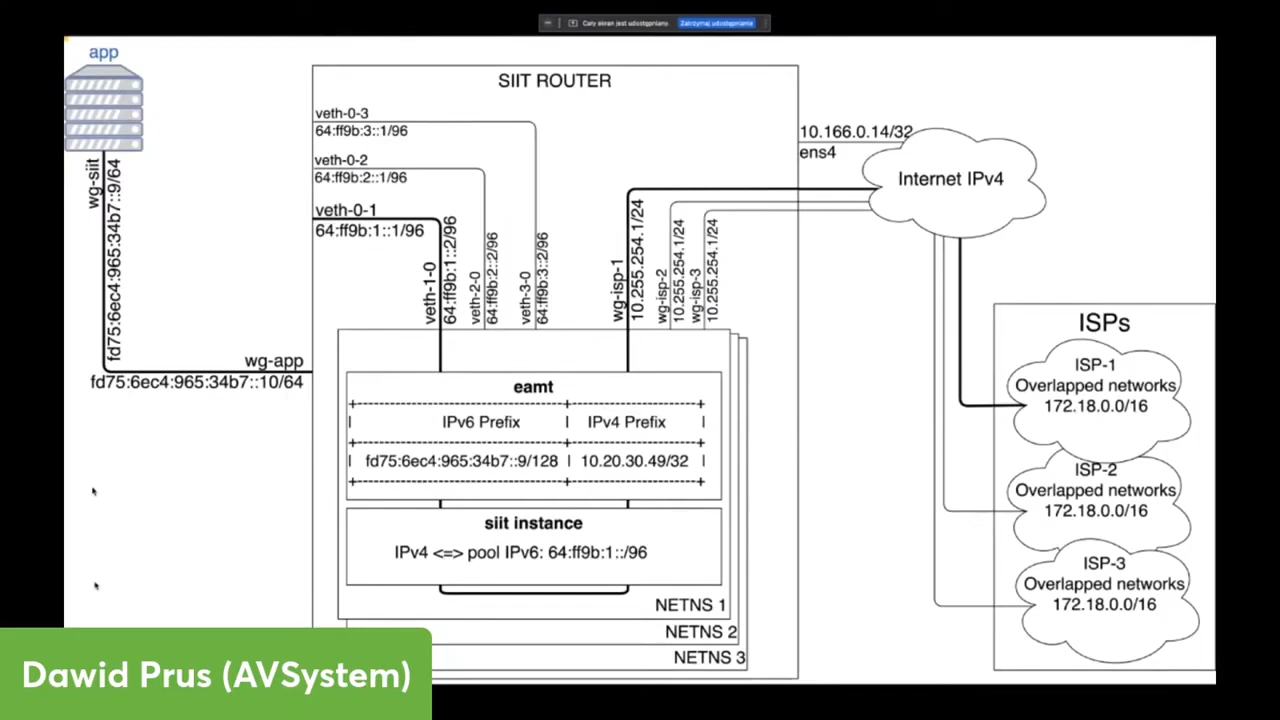 Cały ekran jest udostępniany.
Zatrzymaj udostępnianie
app
SIIT ROUTER
veth-0-3
64:ff9b:3::1/96
veth-0-2
64:ff9b:2::1/96
veth-0-1
64:ff9b:1::1/96
wg-siit
fd75:6ec4:965:34b7::9/64
wg-app
fd75:6ec4:965:34b7::10/64
veth-1-0
64:ff9b:1::2/96
veth-2-0
64:ff9b:2::2/96
veth-3-0
64:ff9b:3::2/96
wg-isp-1
10.255.254.1/24
wg-isp-2
10.255.254.1/24
wg-isp-3
10.255.254.1/24
10.166.0.14/32
ens4
Internet IPv4
eamt
IPv6 Prefix | IPv4 Prefix
fd75:6ec4:965:34b7::9/128 | 10.20.30.49/32
siit instance
IPv4 <=> pool IPv6: 64:ff9b:1::/96
NETNS 1
NETNS 2
NETNS 3
ISPs
ISP-1
Overlapped networks
172.18.0.0/16
ISP-2
Overlapped networks
172.18.0.0/16
ISP-3
Overlapped networks
172.18.0.0/16
Dawid Prus (AVSystem)